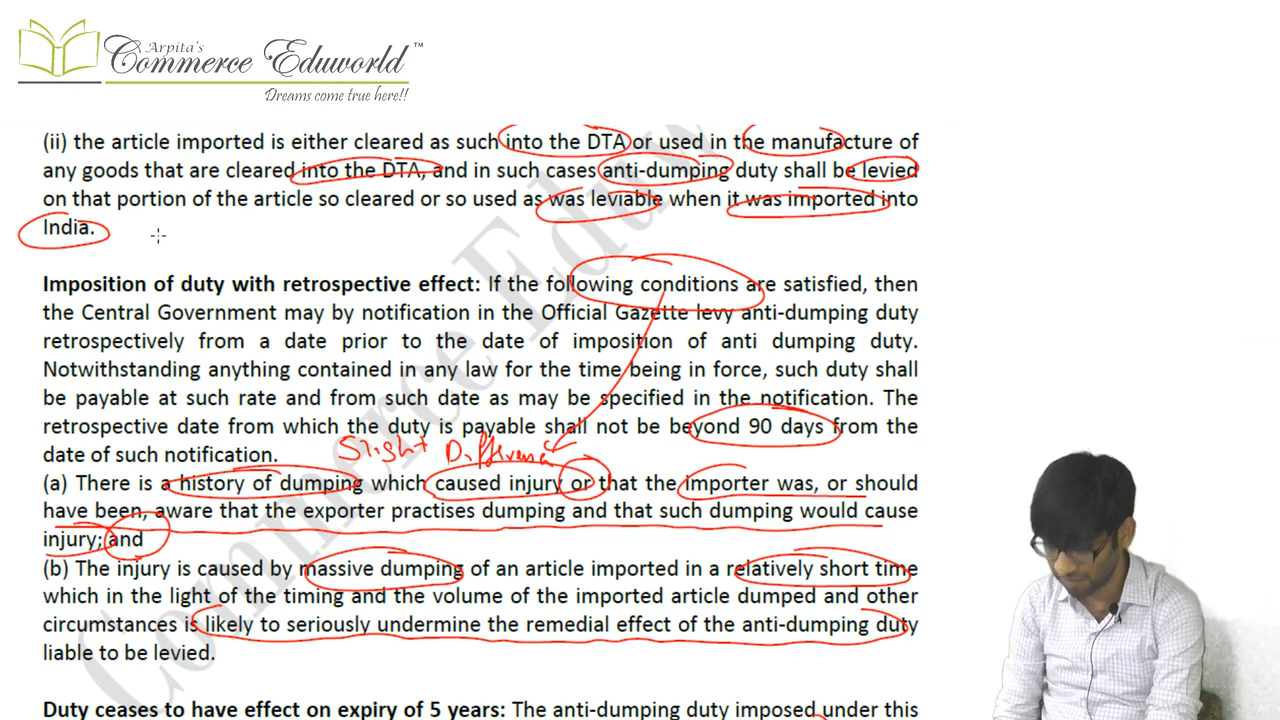 Arpita's
Commerce Eduworld™
Dreams come true here!!
(ii) the article imported is either cleared as such into the DTA or used in the manufacture of
any goods that are cleared into the DTA, and in such cases anti-dumping duty shall be levied
on that portion of the article so cleared or so used as was leviable when it was imported into
India.
Imposition of duty with retrospective effect: If the following conditions are satisfied, then
the Central Government may by notification in the Official Gazette levy anti-dumping duty
retrospectively from a date prior to the date of imposition of anti dumping duty.
Notwithstanding anything contained in any law for the time being in force, such duty shall
be payable at such rate and from such date as may be specified in the notification. The
retrospective date from which the duty is payable shall not be beyond 90 days from the
date of such notification.
Slight Difference
(a) There is a history of dumping which caused injury or that the importer was, or should
have been, aware that the exporter practises dumping and that such dumping would cause
injury; and
(b) The injury is caused by massive dumping of an article imported in a relatively short time
which in the light of the timing and the volume of the imported article dumped and other
circumstances is likely to seriously undermine the remedial effect of the anti-dumping duty
liable to be levied.
Duty ceases to have effect on expiry of 5 years: The anti-dumping duty imposed under this
Commerce Eduw